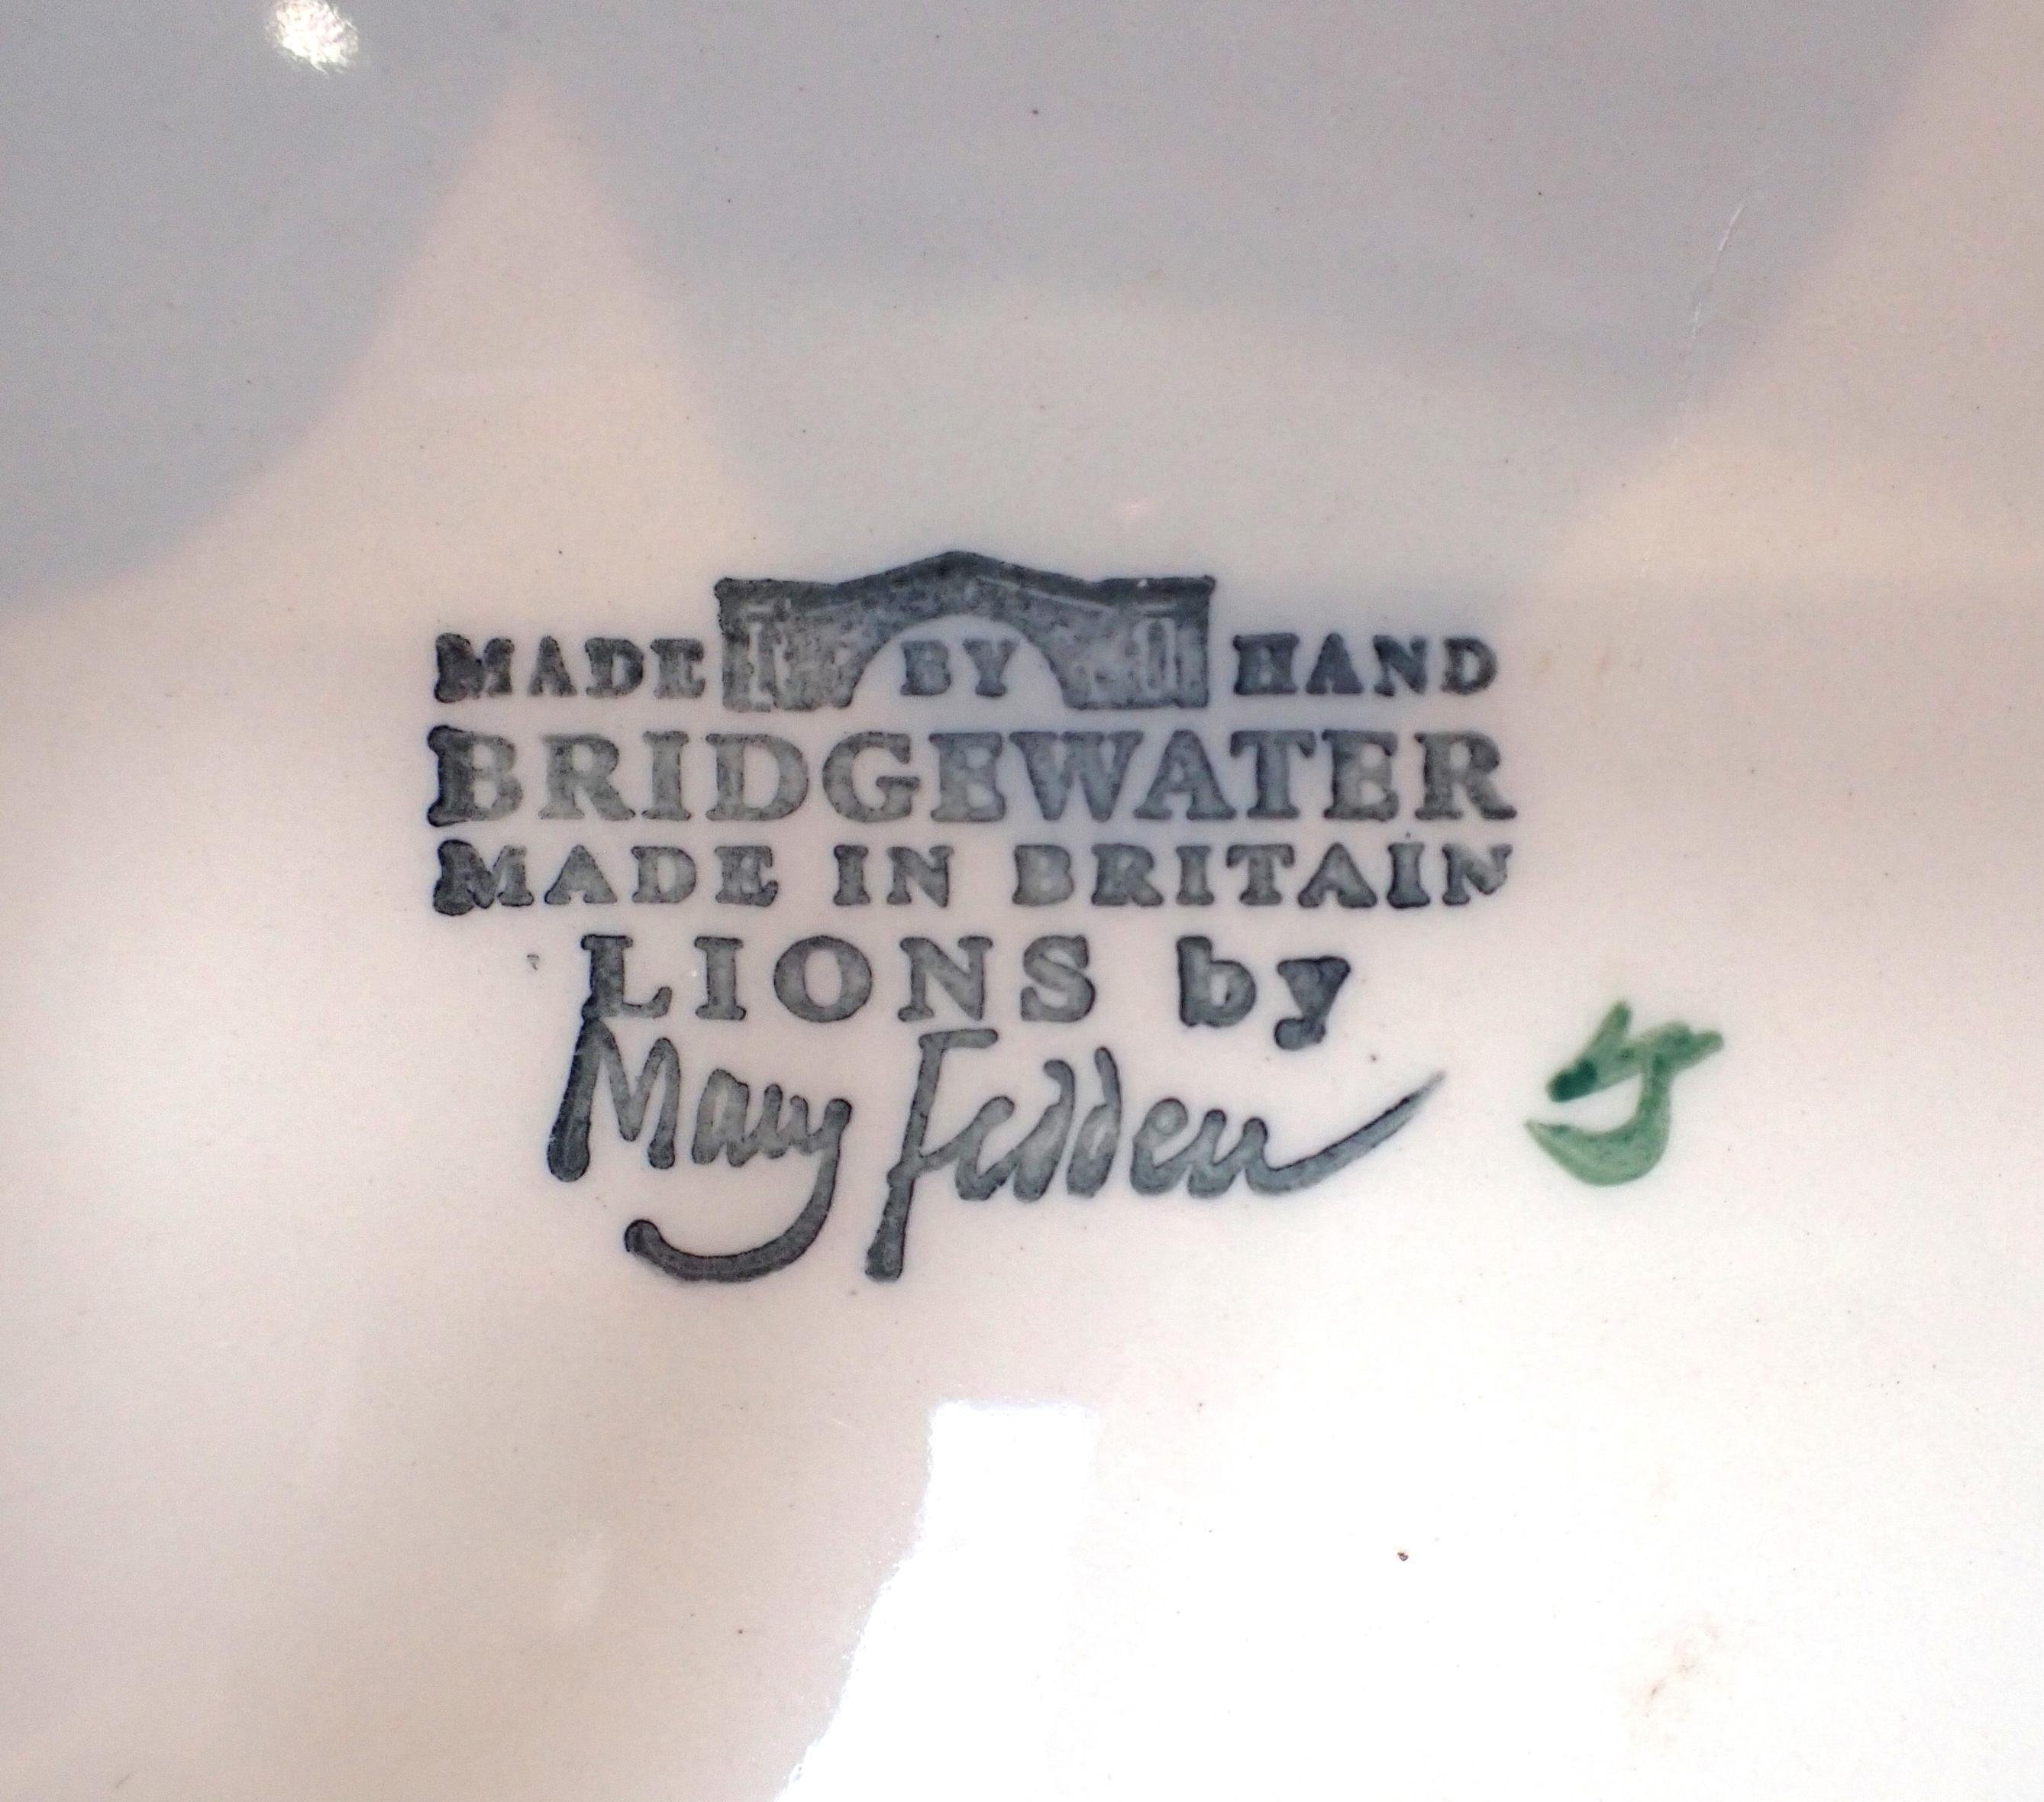 MADE BY HAND
BRIDGEWATER
MADE IN BRITAIN
LIONS by
Mary Fedden